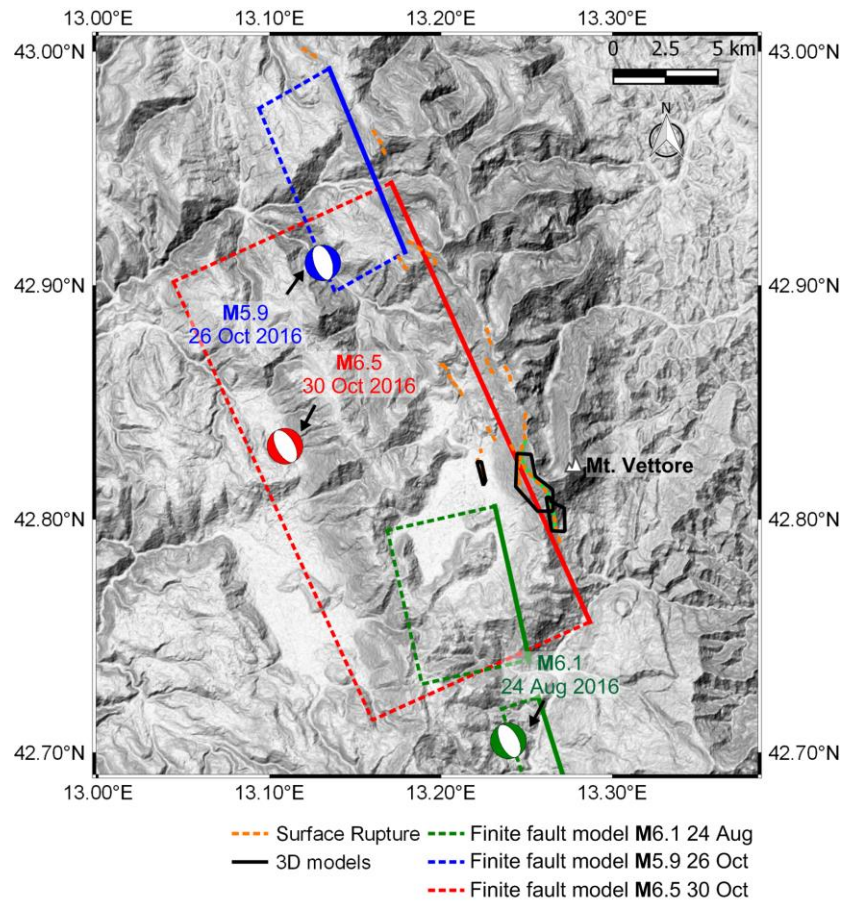 13.00°E 13.10°E 13.20°E 13.30°E
43.00°N 43.00°N
0 2.5 5 km
N
42.90°N 42.90°N
M5.9
26 Oct 2016
M6.5
30 Oct 2016
Mt. Vettore
42.80°N 42.80°N
M6.1
24 Aug 2016
42.70°N 42.70°N
13.00°E 13.10°E 13.20°E 13.30°E
Surface Rupture Finite fault model M6.1 24 Aug
3D models Finite fault model M5.9 26 Oct
Finite fault model M6.5 30 Oct